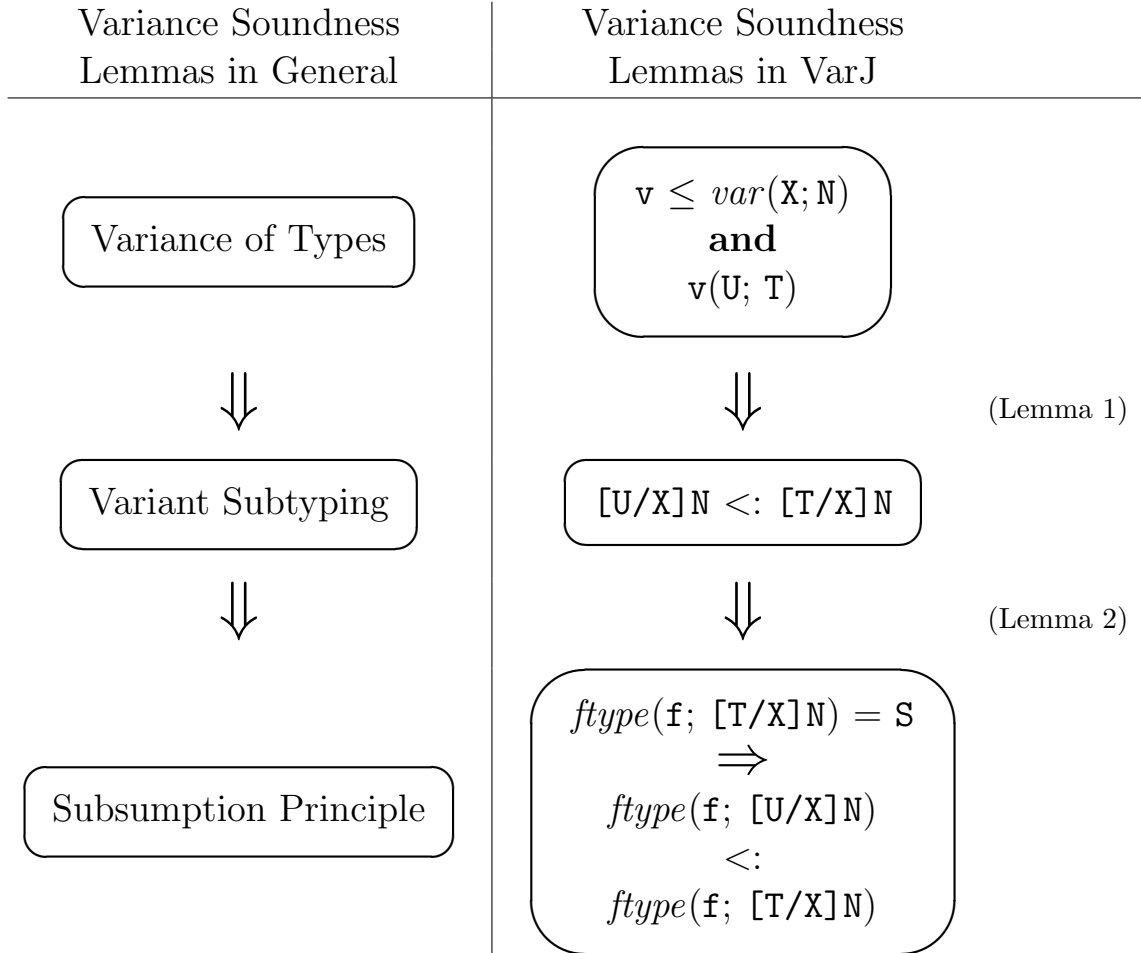 Variance Soundness
Lemmas in General
Variance Soundness
Lemmas in VarJ
Variance of Types
v ≤ var(X; N)
and
v(U; T)
⇓
⇓
(Lemma 1)
Variant Subtyping
[U/X]N <: [T/X]N
⇓
⇓
(Lemma 2)
Subsumption Principle
ftype(f; [T/X]N) = S
⇒
ftype(f; [U/X]N)
<:
ftype(f; [T/X]N)